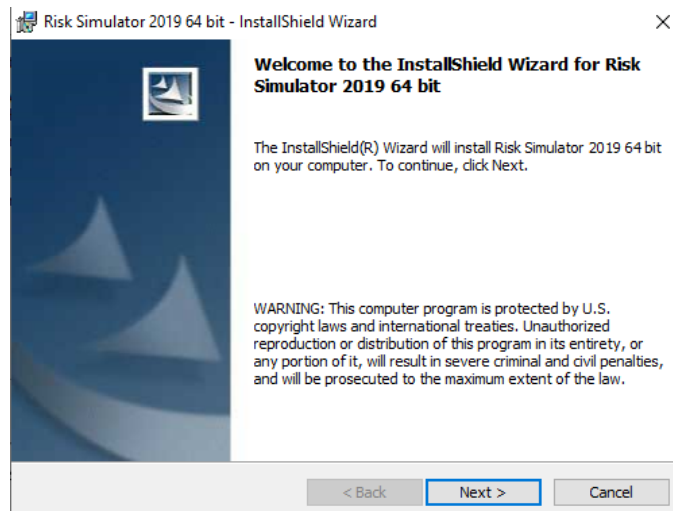 Risk Simulator 2019 64 bit - InstallShield Wizard
Welcome to the InstallShield Wizard for Risk
Simulator 2019 64 bit
The InstallShield(R) Wizard will install Risk Simulator 2019 64 bit
on your computer. To continue, click Next.
WARNING: This computer program is protected by U.S.
copyright laws and international treaties. Unauthorized
reproduction or distribution of this program in its entirety, or
any portion of it, will result in severe criminal and civil penalties,
and will be prosecuted to the maximum extent of the law.
< Back Next > Cancel